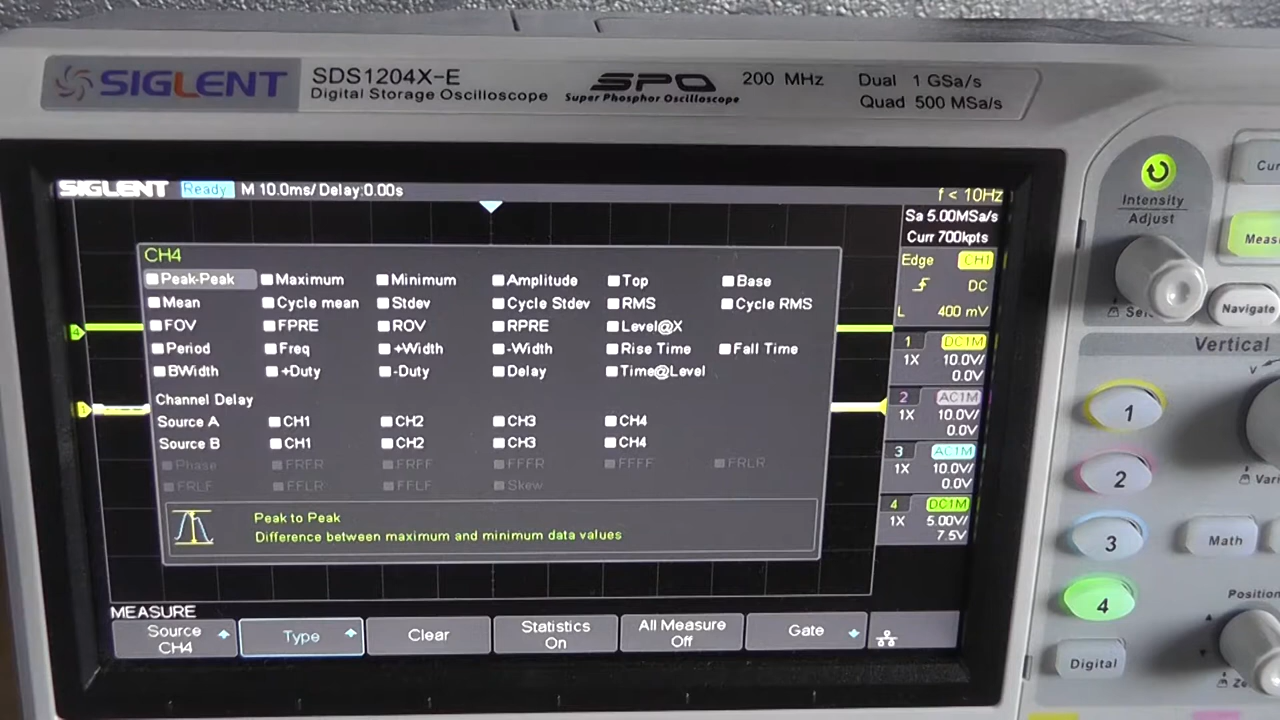 SIGLENT SDS1204X-E SPO 200 MHz Dual 1 GSa/s
Digital Storage Oscilloscope Super Phosphor Oscilloscope Quad 500 MSa/s
SIGLENT Ready M 10.0ms/ Delay:0.00s f < 10Hz
Sa 5.00MSa/s
Curr 700kpts
Edge CH1
DC
L 400 mV
CH4
Peak-Peak Maximum Minimum Amplitude Top Base
Mean Cycle mean Stdev Cycle Stdev RMS Cycle RMS
FOV FPRE ROV RPRE Level@X
Period Freq +Width -Width Rise Time Fall Time
BWidth +Duty -Duty Delay Time@Level
Channel Delay
Source A CH1 CH2 CH3 CH4
Source B CH1 CH2 CH3 CH4
Phase FRFR FRFF FFFR FFFF FRLR
FRLF FFLR FFLF Skew
Peak to Peak
Difference between maximum and minimum data values
4
1
1 DC1M
1X 10.0V/
0.0V
2 AC1M
1X 10.0V/
0.0V
3 AC1M
1X 10.0V/
0.0V
4 DC1M
1X 5.00V/
7.5V
MEASURE
Source
CH4
Type
Clear
Statistics
On
All Measure
Off
Gate
Intensity
Adjust
Navigate
Vertical
1
2
3
4
Math
Position
Digital